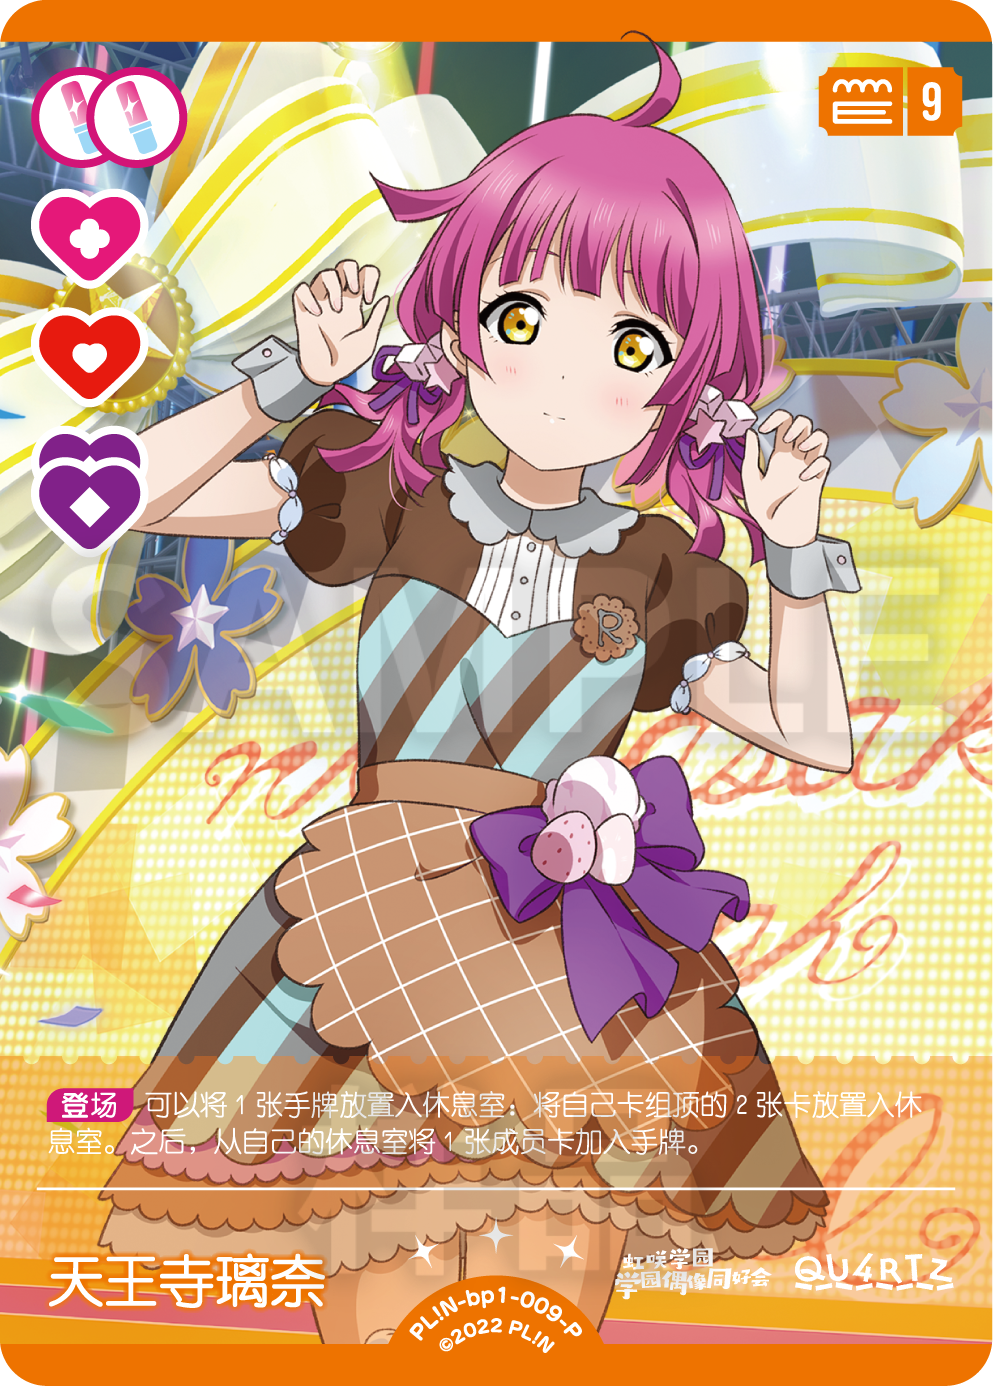 9
R
SAMPLE
登场 可以将 1 张手牌放置入休息室：将自己卡组顶的 2 张卡放置入休
息室。之后，从自己的休息室将 1 张成员卡加入手牌。
天王寺璃奈
虹咲学园
学园偶像同好会
QU4RTZ
PL!N-bp1-009-P
©2022 PL!N